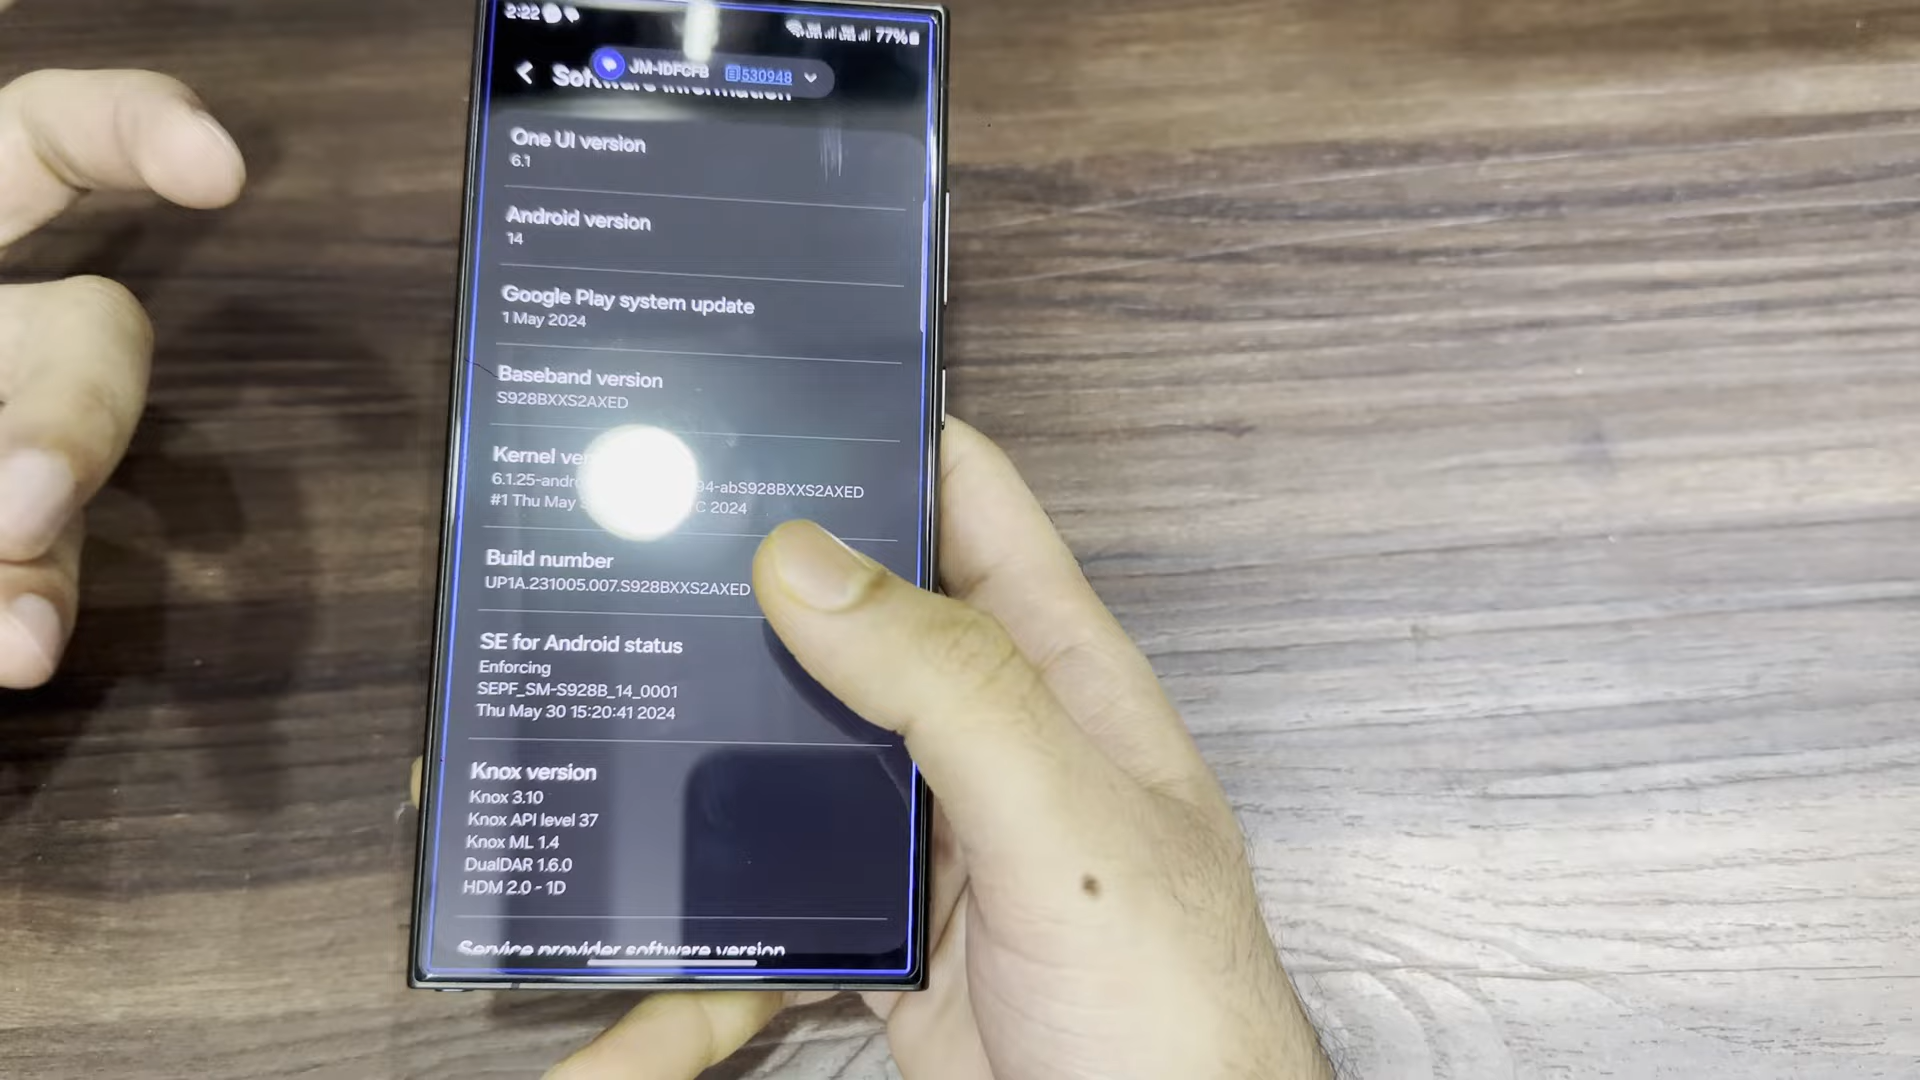 2:22 77%
JM-IDFCFB 530948
Software information
One UI version
6.1
Android version
14
Google Play system update
1 May 2024
Baseband version
S928BXXS2AXED
Kernel
6.1.25- 94-abS928BXXS2AXED
#1 Thu May 2024
Build number
UP1A.231005.007.S928BXXS2AXED
SE for Android status
Enforcing
SEPF_SM-S928B_14_0001
Thu May 30 15:20:41 2024
Knox version
Knox 3.10
Knox API level 37
Knox ML 1.4
DualDAR 1.6.0
HDM 2.0 - 1D
Service provider software version